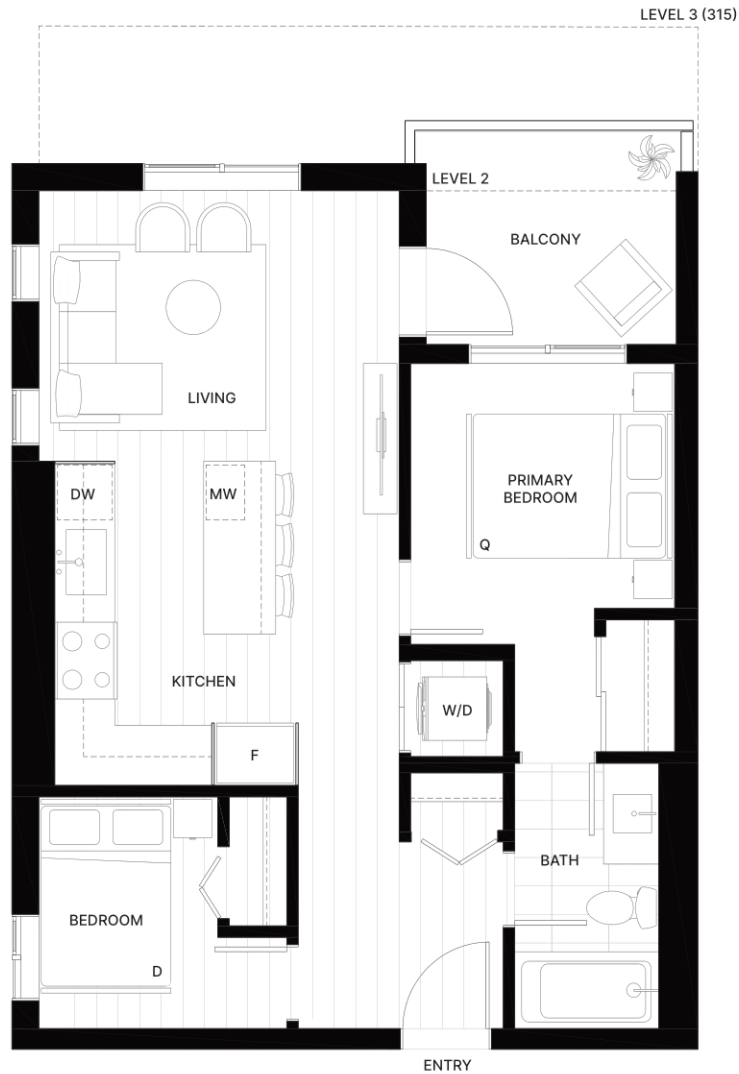 LEVEL 3 (315)
LEVEL 2
BALCONY
LIVING
DW
MW
PRIMARY
BEDROOM
Q
KITCHEN
W/D
F
BATH
BEDROOM
D
ENTRY